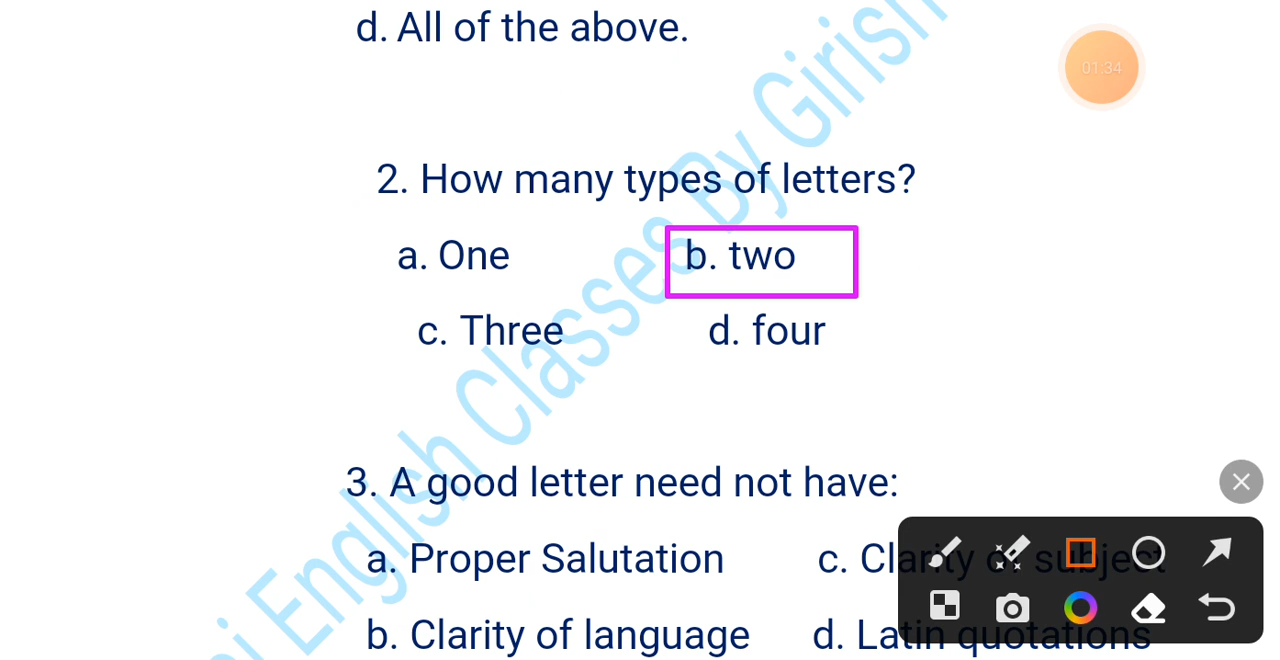 d. All of the above.
01:34
2. How many types of letters?
a. One b. two
c. Three d. four
3. A good letter need not have:
a. Proper Salutation c. Clarity of subject
b. Clarity of language d. Latin quotations
English Classes By Girish